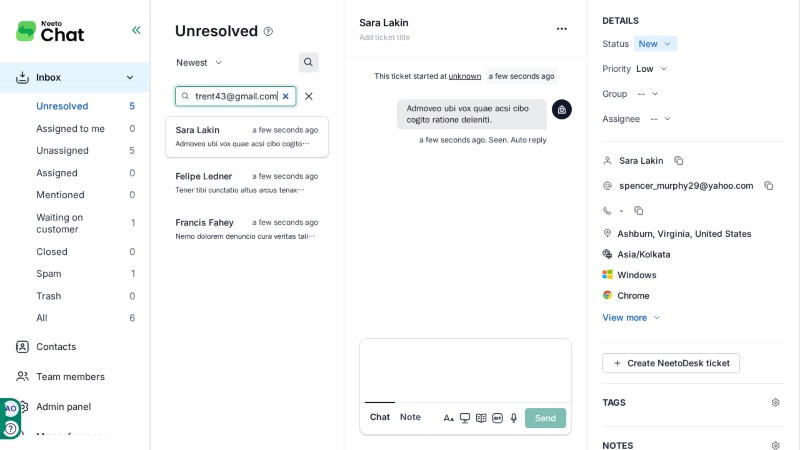 Neeto
Chat
Inbox
Unresolved 5
Assigned to me 0
Unassigned 5
Assigned 0
Mentioned 0
Waiting on
customer 1
Closed 0
Spam 1
Trash 0
All 6
Contacts
Team members
Admin panel
AO
Unresolved
Newest
trent43@gmail.com
Sara Lakin a few seconds ago
Admoveo ubi vox quae acsi cibo cogito···
Felipe Ledner a few seconds ago
Tener tibi cunctatio altus arcus tenax···
Francis Fahey a few seconds ago
Nemo dolorem denuncio cura veritas tali···
Sara Lakin
Add ticket title
This ticket started at unknown a few seconds ago
Admoveo ubi vox quae acsi cibo
cogito ratione deleniti.
a few seconds ago. Seen. Auto reply
Chat Note
GIF
Send
DETAILS
Status New
Priority Low
Group --
Assignee --
Sara Lakin
spencer_murphy29@yahoo.com
-
Ashburn, Virginia, United States
Asia/Kolkata
Windows
Chrome
View more
+ Create NeetoDesk ticket
TAGS
NOTES